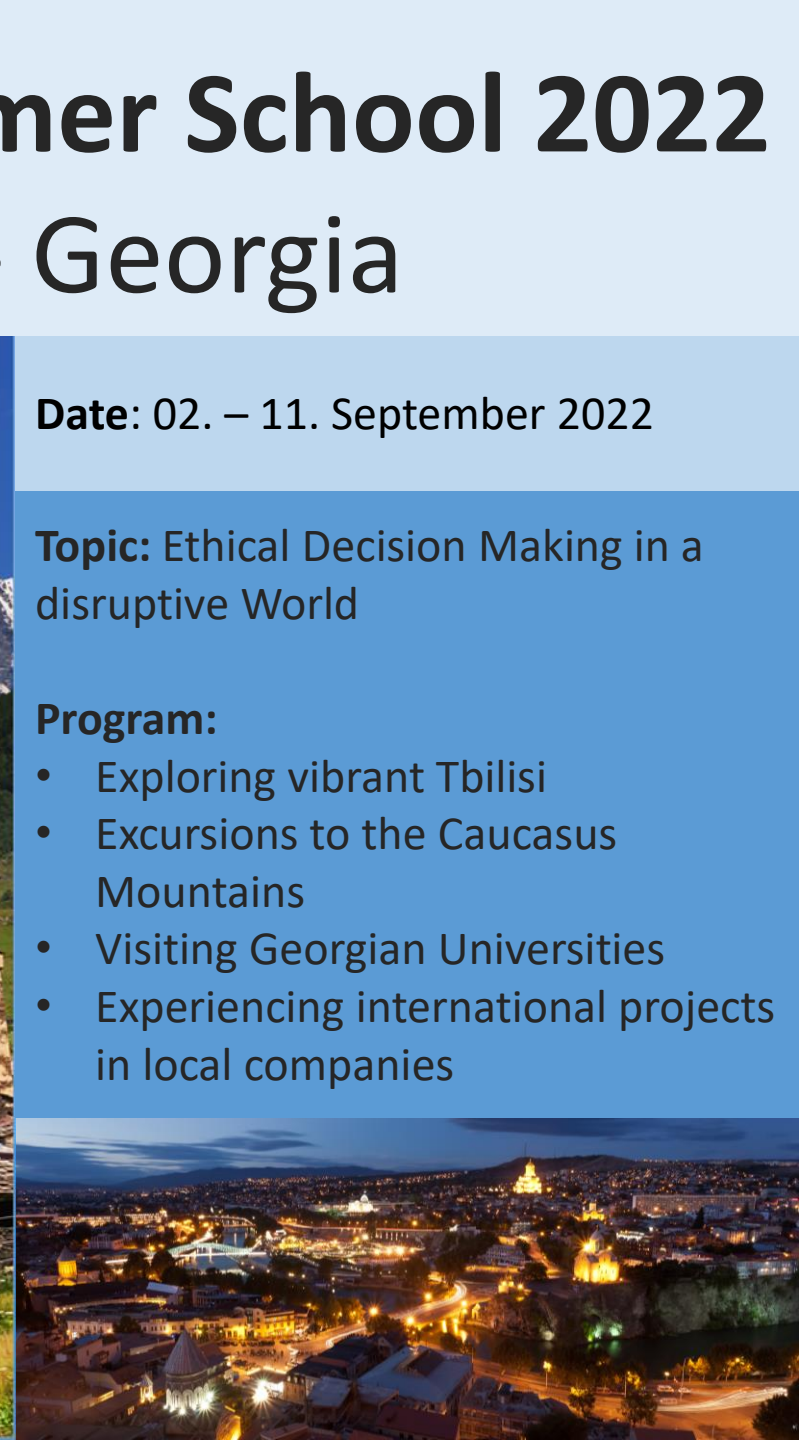 mer School 2022
Georgia
Date: 02. – 11. September 2022
Topic: Ethical Decision Making in a
disruptive World
Program:
• Exploring vibrant Tbilisi
• Excursions to the Caucasus
Mountains
• Visiting Georgian Universities
• Experiencing international projects
in local companies